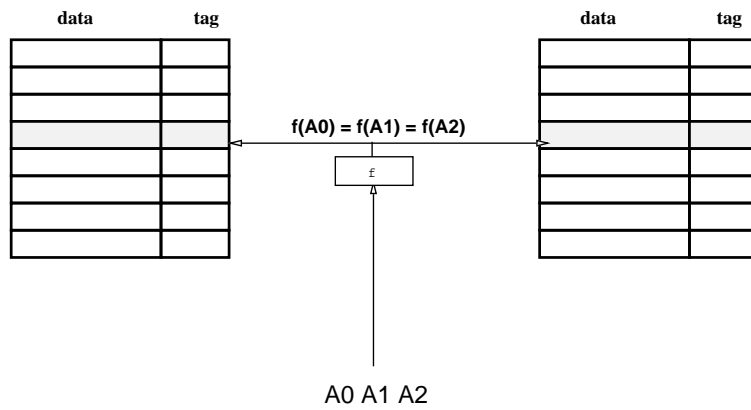 data tag data tag
f(A0) = f(A1) = f(A2)
f
A0 A1 A2